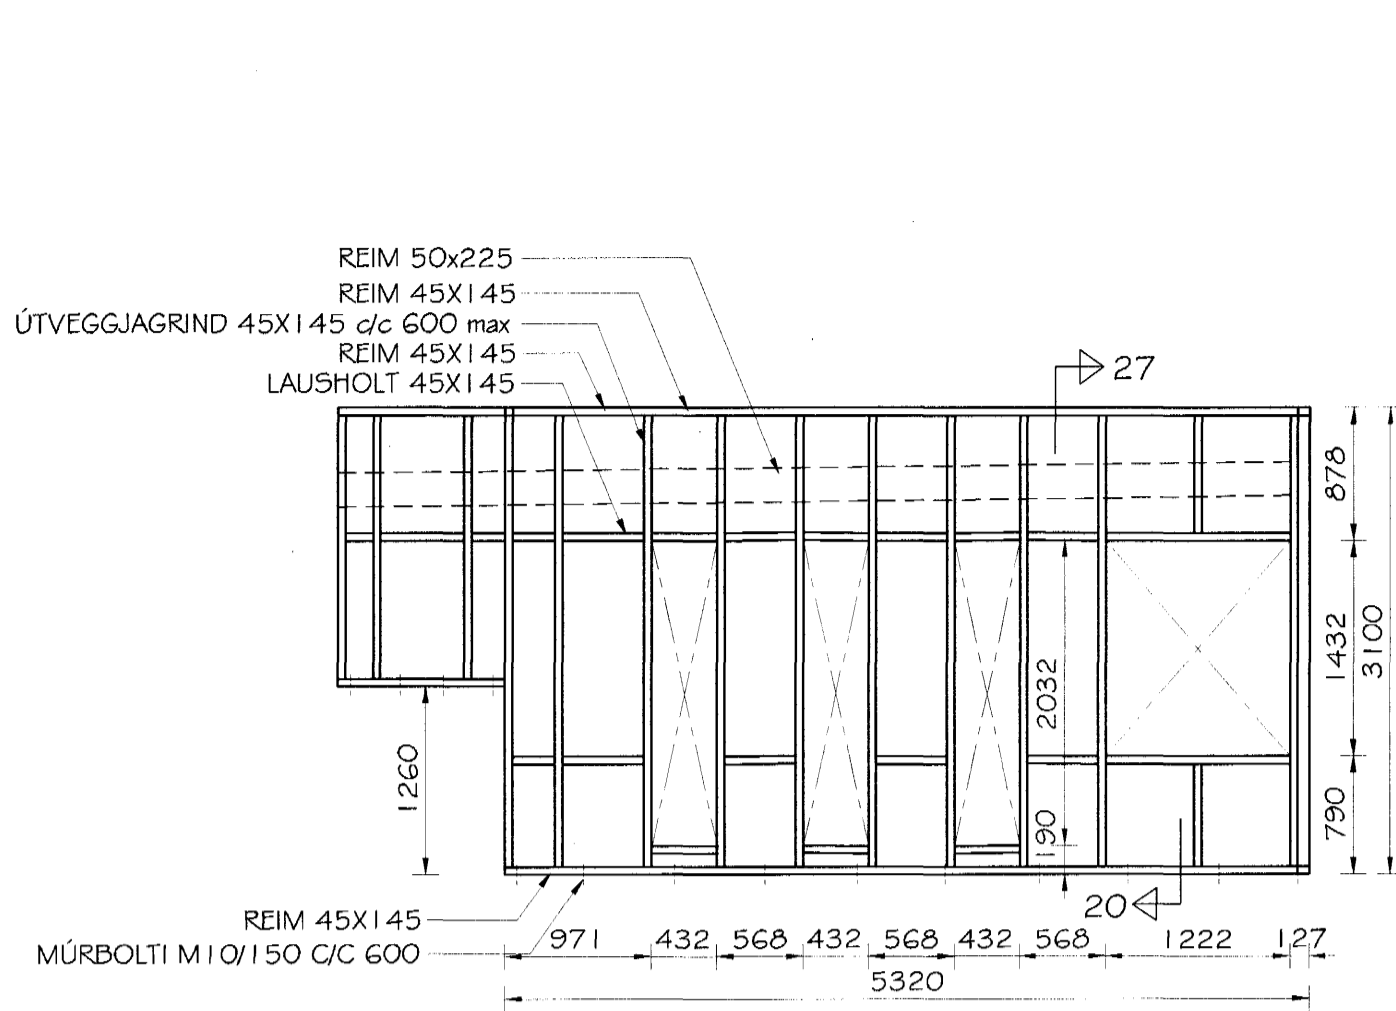 REIM 50x225
REIM 45X145
ÚTVEGGJAGRIND 45X145 c/c 600 max
REIM 45X145
LAUSHOLT 45X145
27
878
1432
3100
2032
1260
790
190
20
REIM 45X145
MÚRBOLTI M10/150 C/C 600
971 432 568 432 568 432 568 1222 127
5320